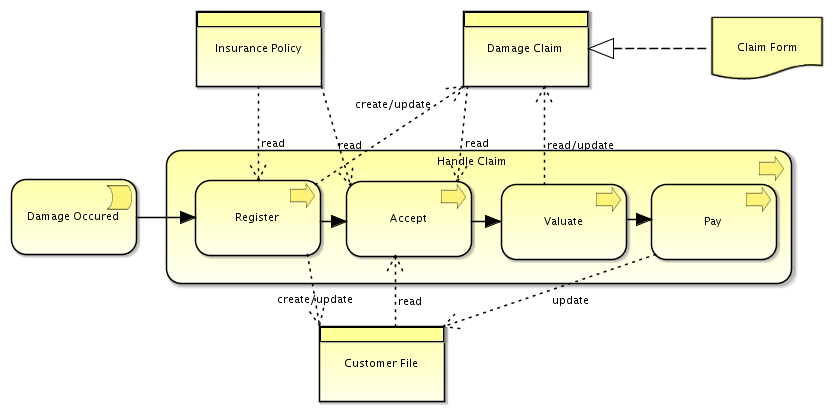 Insurance Policy
Damage Claim
Claim Form
create/update
read
read
read
read/update
Handle Claim
Damage Occured
Register
Accept
Valuate
Pay
create/update
read
update
Customer File